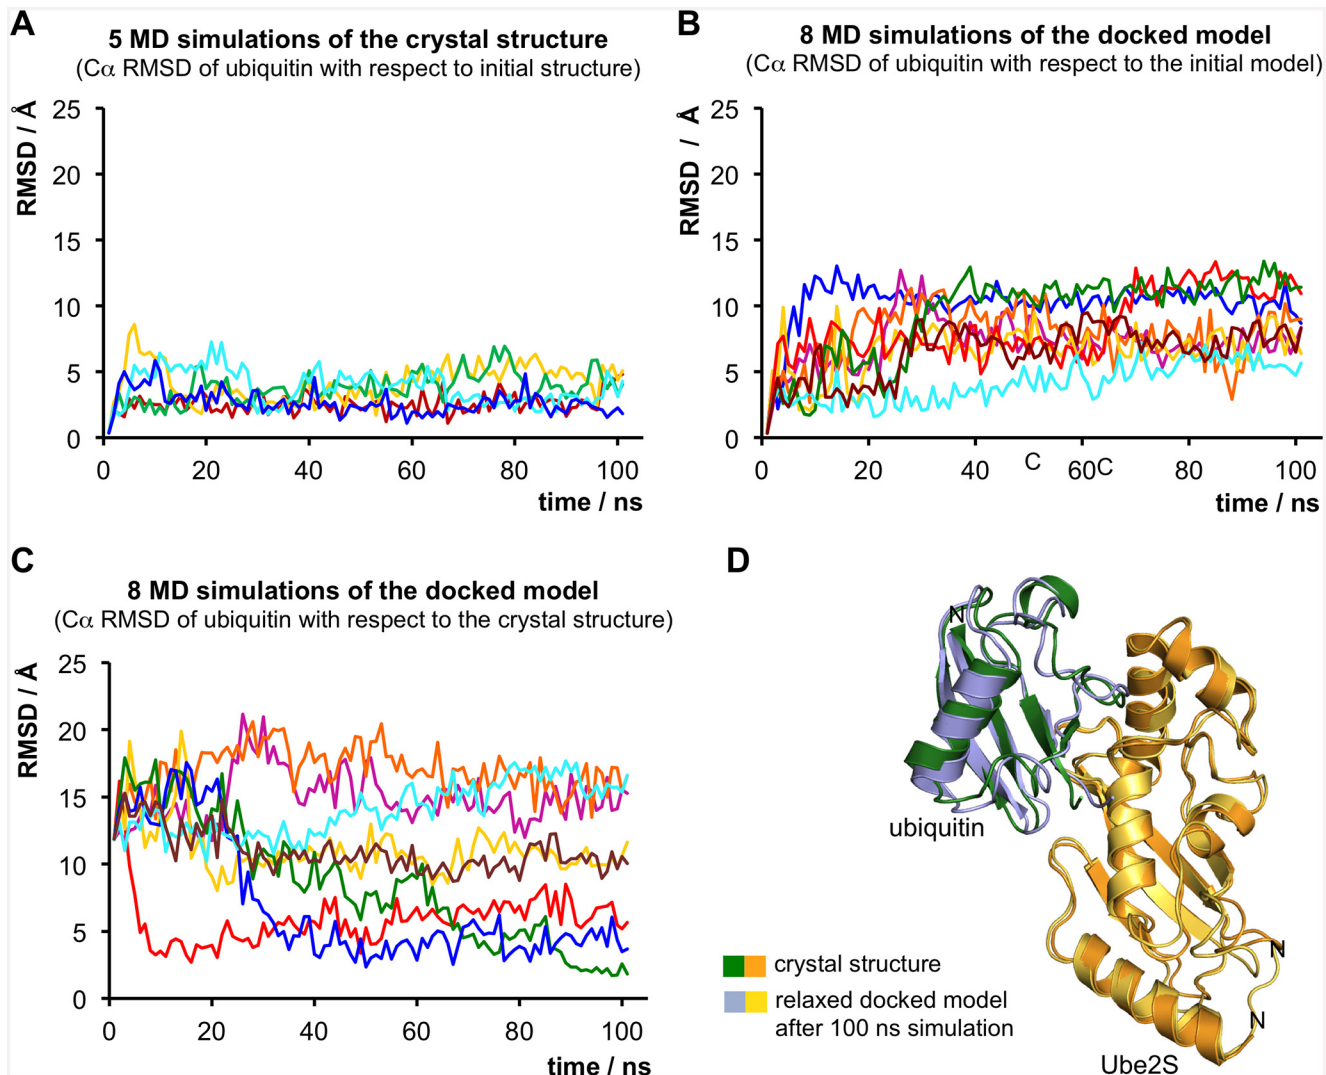 A
5 MD simulations of the crystal structure
(Cα RMSD of ubiquitin with respect to initial structure)
RMSD / Å
25
20
15
10
5
0
0 20 40 60 80 100
time / ns
B
8 MD simulations of the docked model
(Cα RMSD of ubiquitin with respect to the initial model)
RMSD / Å
25
20
15
10
5
0
0 20 40 C 60C 80 100
time / ns
C
8 MD simulations of the docked model
(Cα RMSD of ubiquitin with respect to the crystal structure)
RMSD / Å
25
20
15
10
5
0
0 20 40 60 80 100
time / ns
D
N
ubiquitin
N
N
Ube2S
crystal structure
relaxed docked model
after 100 ns simulation